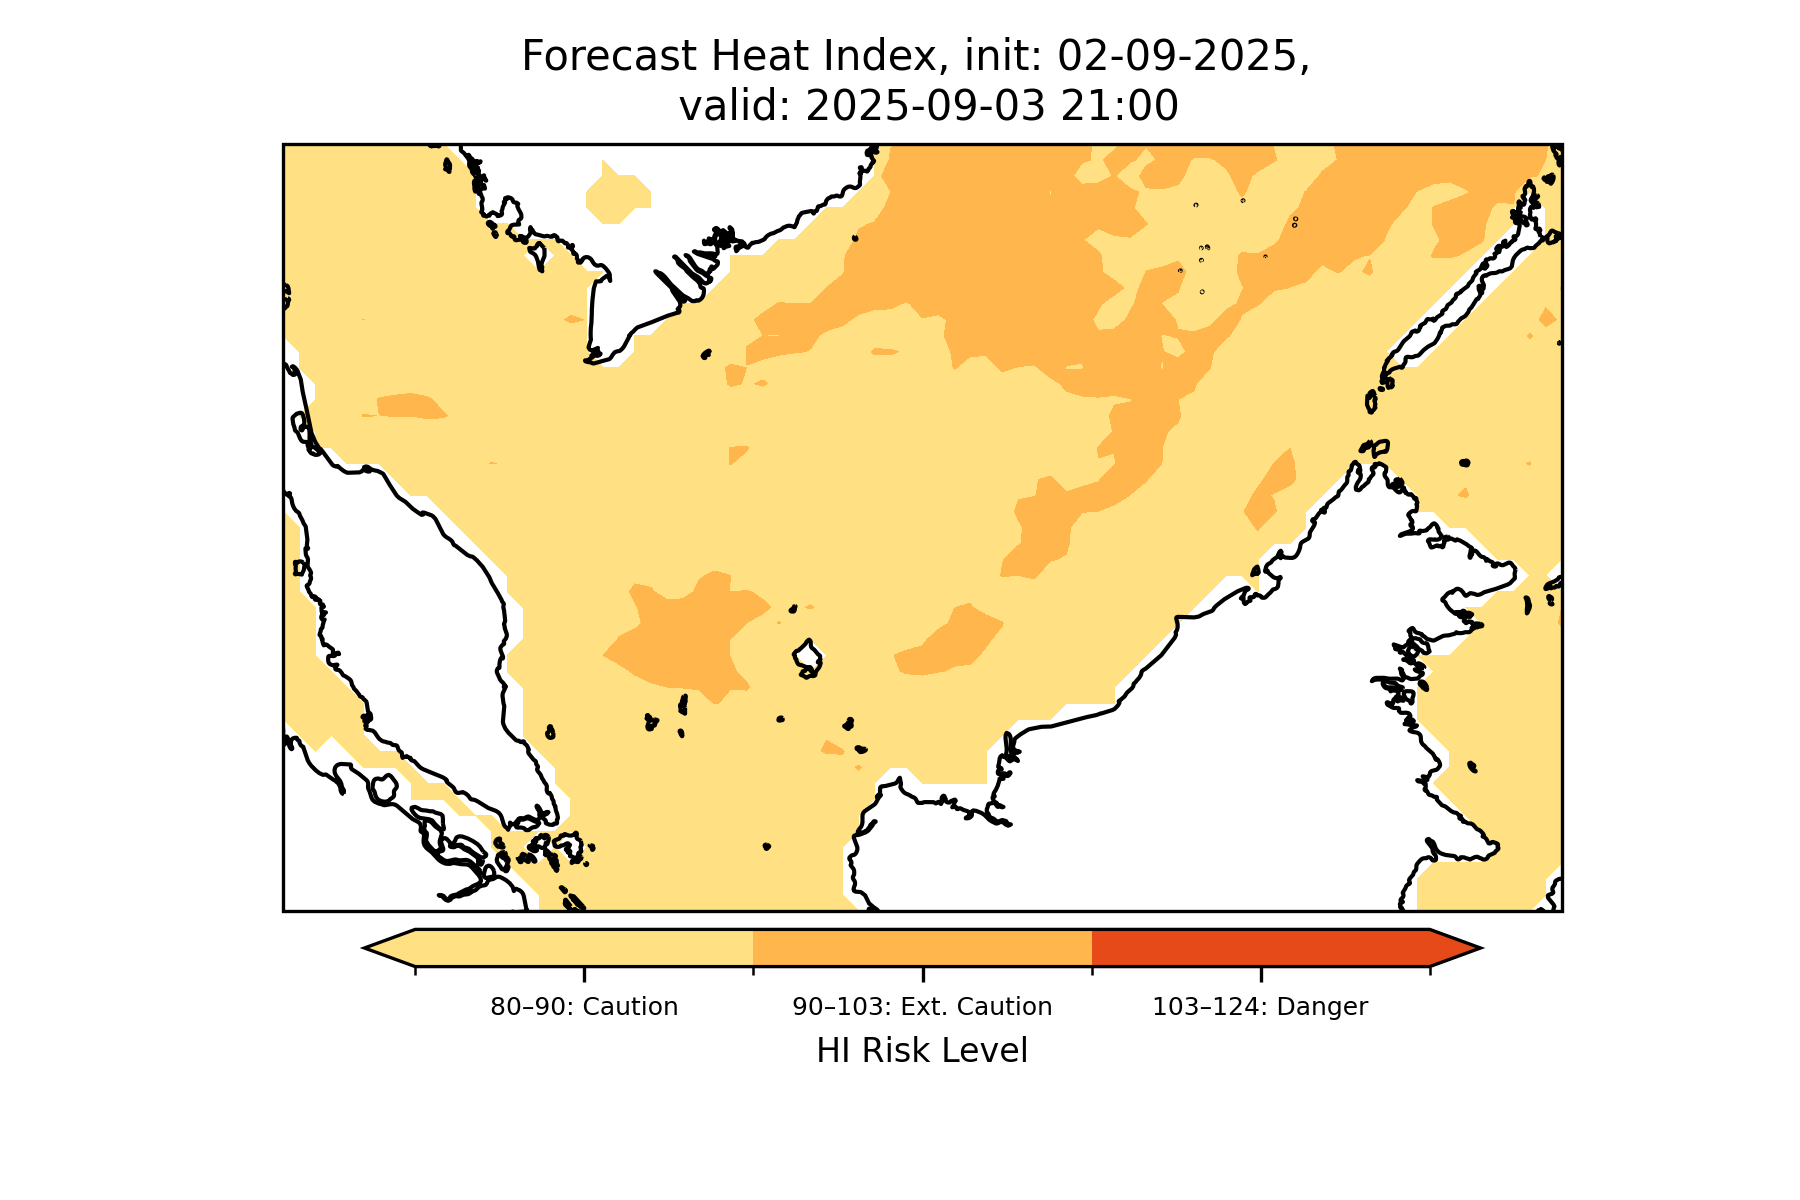 Forecast Heat Index, init: 02-09-2025,
valid: 2025-09-03 21:00
80–90: Caution
90–103: Ext. Caution
103–124: Danger
HI Risk Level